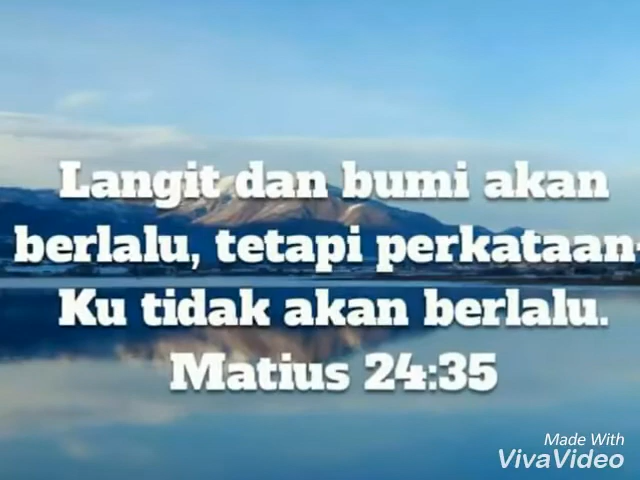 Langit dan bumi akan
berlalu, tetapi perkataan-
Ku tidak akan berlalu.
Matius 24:35
Made With
VivaVideo